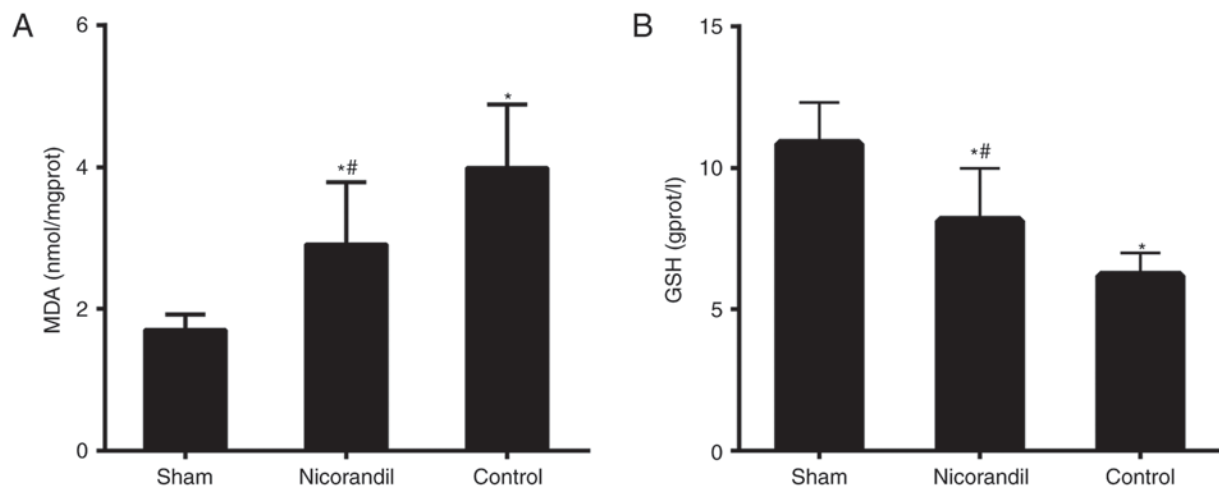 A
MDA (nmol/mgprot)
6
4
2
0
*#
*
Sham
Nicorandil
Control
B
GSH (gprot/l)
15
10
5
0
*#
*
Sham
Nicorandil
Control